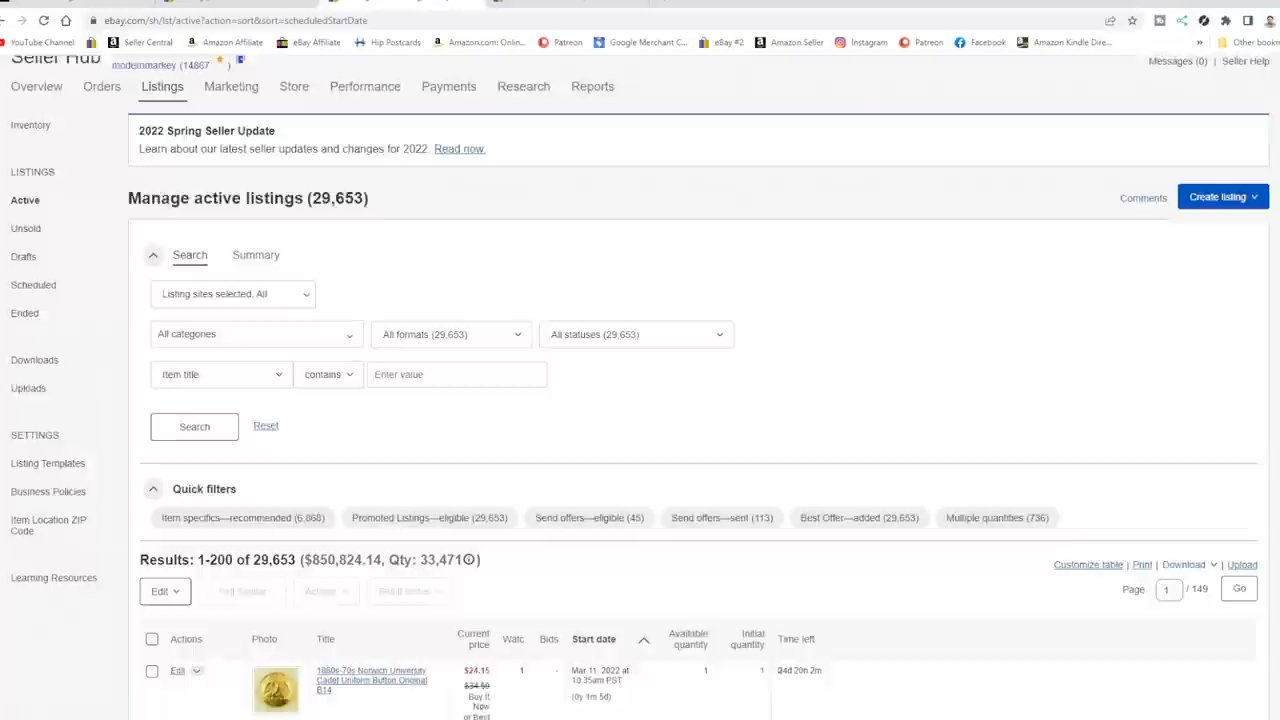 ebay.com/sh/lst/active?action=sort&sort=scheduledStartDate
YouTube Channel Seller Central Amazon Affiliate eBay Affiliate Hip Postcards Amazon.com: Onlin... Patreon Google Merchant C... eBay #2 Amazon Seller Instagram Patreon Facebook Amazon Kindle Dire... » Other bookm
Seller Hub modernmarkey (14867 ) Messages (0) | Seller Help
Overview Orders Listings Marketing Store Performance Payments Research Reports
Inventory
LISTINGS
Active
Unsold
Drafts
Scheduled
Ended
Downloads
Uploads
SETTINGS
Listing Templates
Business Policies
Item Location ZIP
Code
Learning Resources
2022 Spring Seller Update
Learn about our latest seller updates and changes for 2022. Read now.
Manage active listings (29,653)
Comments Create listing
Search Summary
Listing sites selected. All
All categories All formats (29,653) All statuses (29,653)
Item title contains Enter value
Search Reset
Quick filters
Item specifics—recommended (6,868) Promoted Listings—eligible (29,653) Send offers—eligible (45) Send offers—sent (113) Best Offer—added (29,653) Multiple quantities (736)
Results: 1-200 of 29,653 ($850,824.14, Qty: 33,471)
Customize table | Print | Download | Upload
Edit Sell Similar Actions
Page 1 / 149 Go
Actions Photo Title Current price Watc Bids Start date Available quantity Initial quantity Time left
Edit
1860s-70s Norwich University
Cadet Uniform Button Original
B14
$24.15
$34.50
Buy It
Now
or Best
1 -
Mar 11, 2022 at
10:35am PST
(0y 1m 5d)
1 1 24d 20h 2m